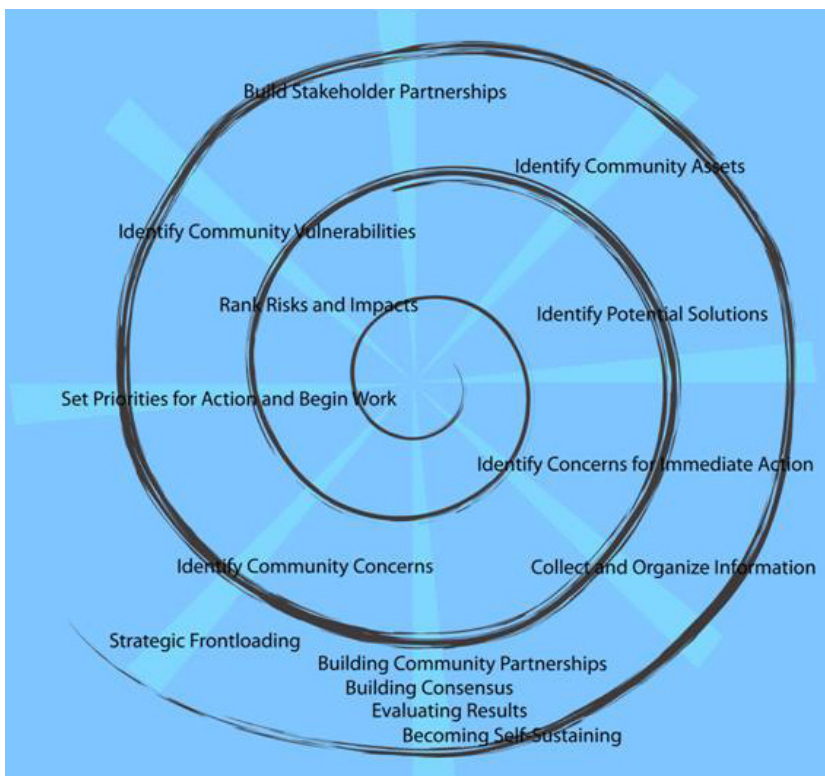 Build Stakeholder Partnerships
Identify Community Assets
Identify Community Vulnerabilities
Rank Risks and Impacts
Identify Potential Solutions
Set Priorities for Action and Begin Work
Identify Concerns for Immediate Action
Identify Community Concerns
Collect and Organize Information
Strategic Frontloading
Building Community Partnerships
Building Consensus
Evaluating Results
Becoming Self-Sustaining